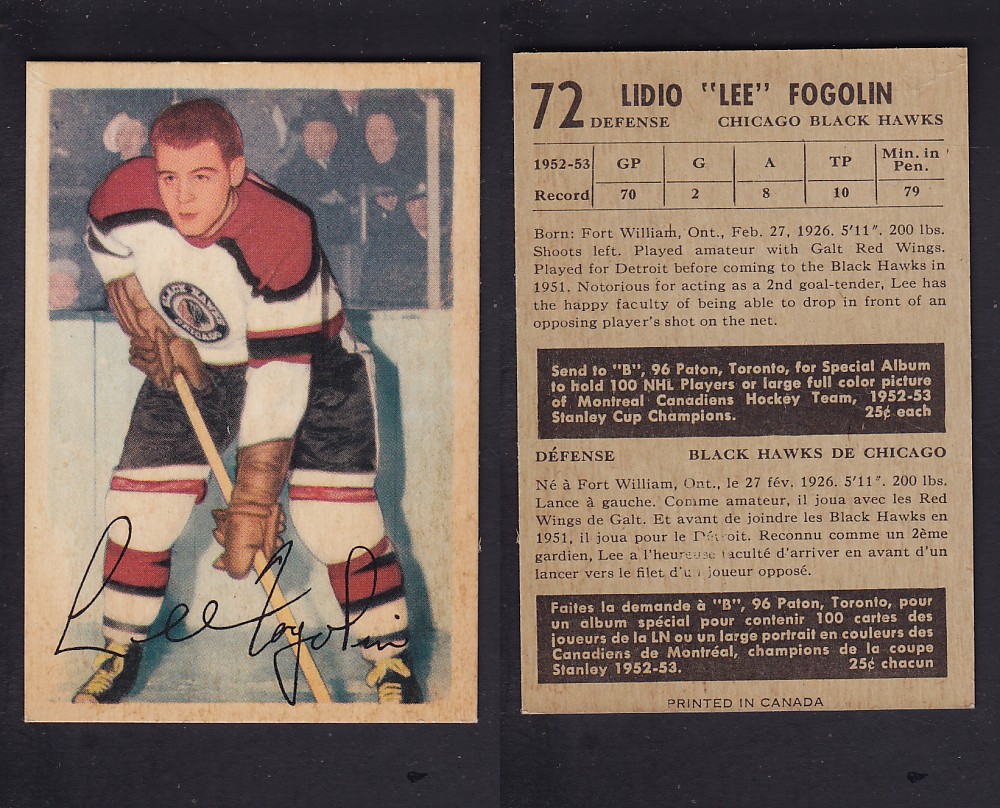 BLACK HAWKS
CHICAGO
Lee Fogolin
72 LIDIO "LEE" FOGOLIN
DEFENSE CHICAGO BLACK HAWKS
1952-53 GP G A TP Min. in Pen.
Record 70 2 8 10 79
Born: Fort William, Ont., Feb. 27, 1926. 5'11". 200 lbs.
Shoots left. Played amateur with Galt Red Wings.
Played for Detroit before coming to the Black Hawks in
1951. Notorious for acting as a 2nd goal-tender, Lee has
the happy faculty of being able to drop in front of an
opposing player's shot on the net.
Send to "B", 96 Paton, Toronto, for Special Album
to hold 100 NHL Players or large full color picture
of Montreal Canadiens Hockey Team, 1952-53
Stanley Cup Champions. 25¢ each
DÉFENSE BLACK HAWKS DE CHICAGO
Né à Fort William, Ont., le 27 fév. 1926. 5'11". 200 lbs.
Lance à gauche. Comme amateur, il joua avec les Red
Wings de Galt. Et avant de joindre les Black Hawks en
1951, il joua pour le Détroit. Reconnu comme un 2ème
gardien, Lee a l'heureuse faculté d'arriver en avant d'un
lancer vers le filet d'un joueur opposé.
Faites la demande à "B", 96 Paton, Toronto, pour
un album spécial pour contenir 100 cartes des
joueurs de la LN ou un large portrait en couleurs des
Canadiens de Montréal, champions de la coupe
Stanley 1952-53. 25¢ chacun
PRINTED IN CANADA